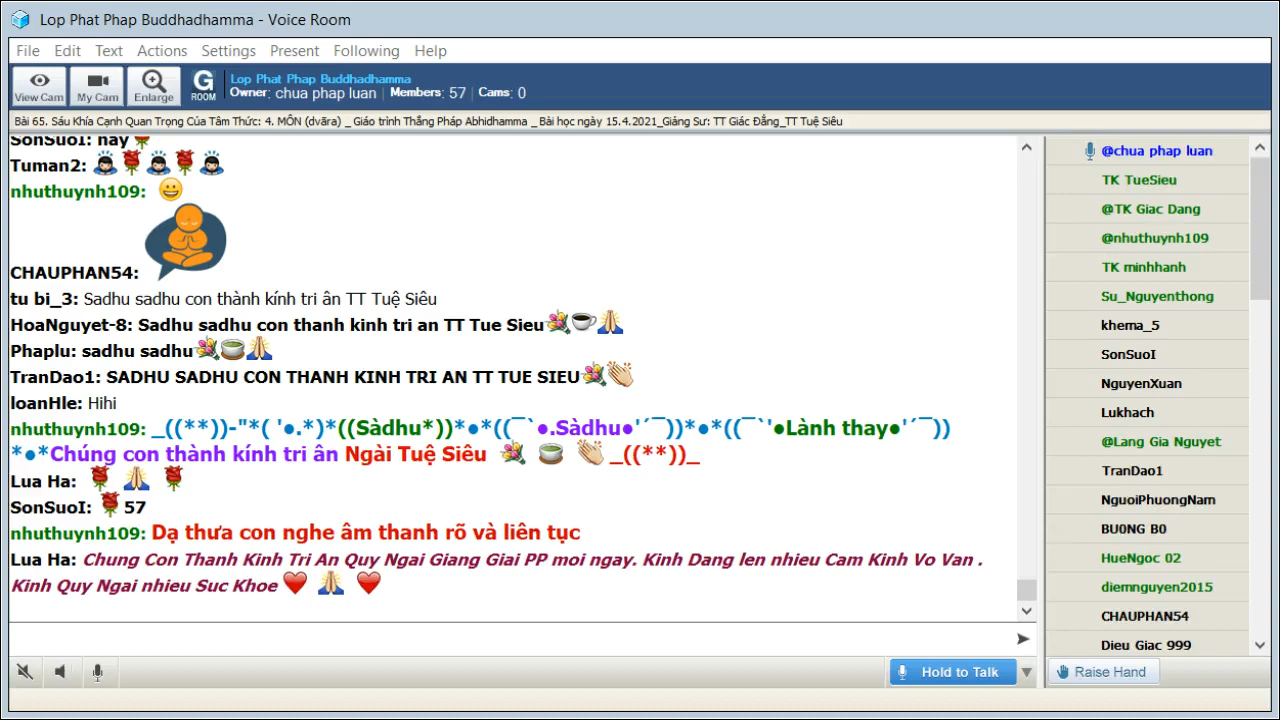 Lop Phat Phap Buddhadhamma - Voice Room
File Edit Text Actions Settings Present Following Help
View Cam My Cam Enlarge G ROOM
Lop Phat Phap Buddhadhamma
Owner: chua phap luan | Members: 57 | Cams: 0
Bài 65. Sáu Khía Cạnh Quan Trọng Của Tâm Thức: 4. MÔN (dvāra) _ Giáo trình Thắng Pháp Abhidhamma _ Bài học ngày 15.4.2021_Giảng Sư: TT Giác Đẳng_TT Tuệ Siêu
SonSuoI: nay
Tuman2:
nhuthuynh109:
CHAUPHAN54:
tu bi_3: Sadhu sadhu con thành kính tri ân TT Tuệ Siêu
HoaNguyet-8: Sadhu sadhu con thanh kinh tri an TT Tue Sieu
Phaplu: sadhu sadhu
TranDao1: SADHU SADHU CON THANH KINH TRI AN TT TUE SIEU
loanHle: Hihi
nhuthuynh109: _((**))-"*( '●.*)*((Sàdhu*))*●*((¯`●.Sàdhu●'´¯))*●*((¯`'●Lành thay●'´¯))
*●*Chúng con thành kính tri ân Ngài Tuệ Siêu _((**))_
Lua Ha:
SonSuoI: 57
nhuthuynh109: Dạ thưa con nghe âm thanh rõ và liên tục
Lua Ha: Chung Con Thanh Kinh Tri An Quy Ngai Giang Giai PP moi ngay. Kinh Dang len nhieu Cam Kinh Vo Van .
Kinh Quy Ngai nhieu Suc Khoe
@chua phap luan
TK TueSieu
@TK Giac Dang
@nhuthuynh109
TK minhhanh
Su_Nguyenthong
khema_5
SonSuoI
NguyenXuan
Lukhach
@Lang Gia Nguyet
TranDao1
NguoiPhuongNam
BU0NG B0
HueNgoc 02
diemnguyen2015
CHAUPHAN54
Dieu Giac 999
Hold to Talk
Raise Hand